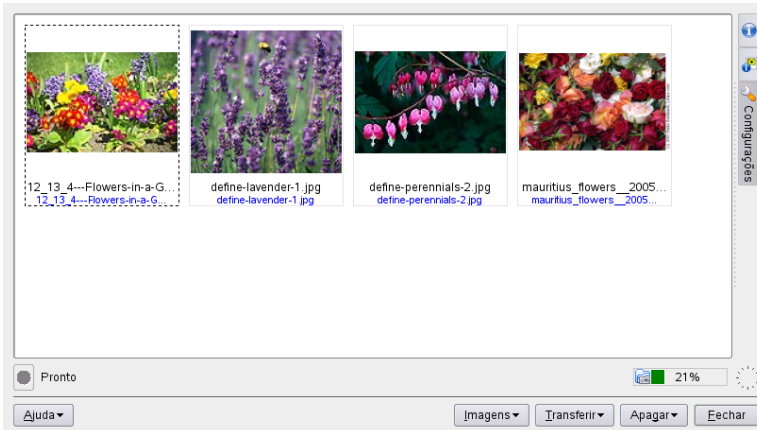 12_13_4---Flowers-in-a-G...
12_13_4---Flowers-in-a-G...
define-lavender-1.jpg
define-lavender-1.jpg
define-perennials-2.jpg
define-perennials-2.jpg
mauritius_flowers__2005...
mauritius_flowers__2005...
Configurações
Pronto
21%
Ajuda
Imagens
Transferir
Apagar
Fechar